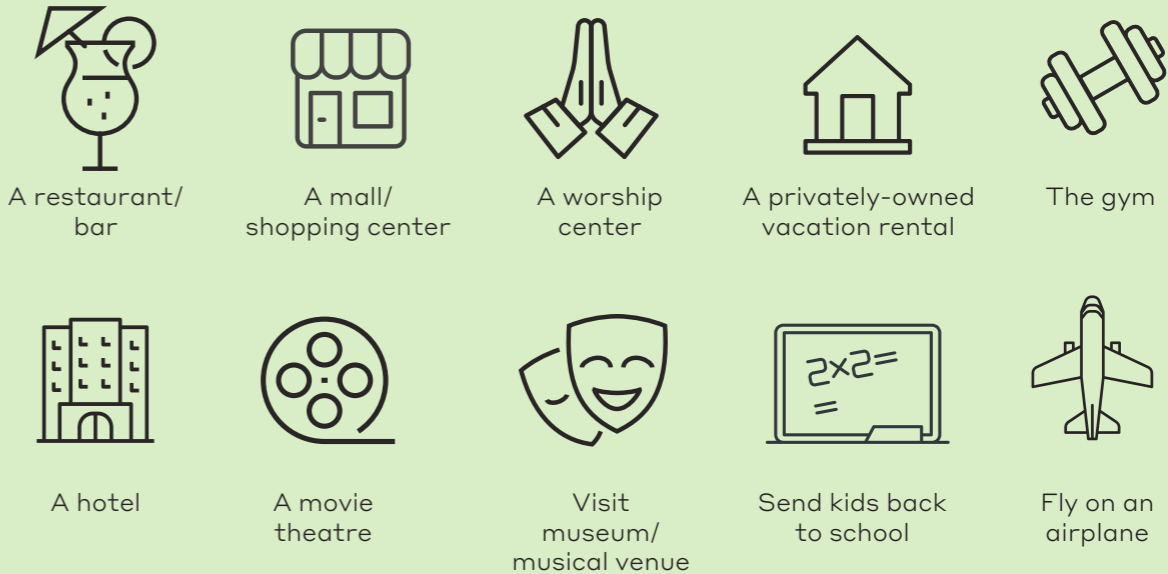 A restaurant/
bar
A mall/
shopping center
A worship
center
A privately-owned
vacation rental
The gym
2x2=
=
A hotel
A movie
theatre
Visit
museum/
musical venue
Send kids back
to school
Fly on an
airplane